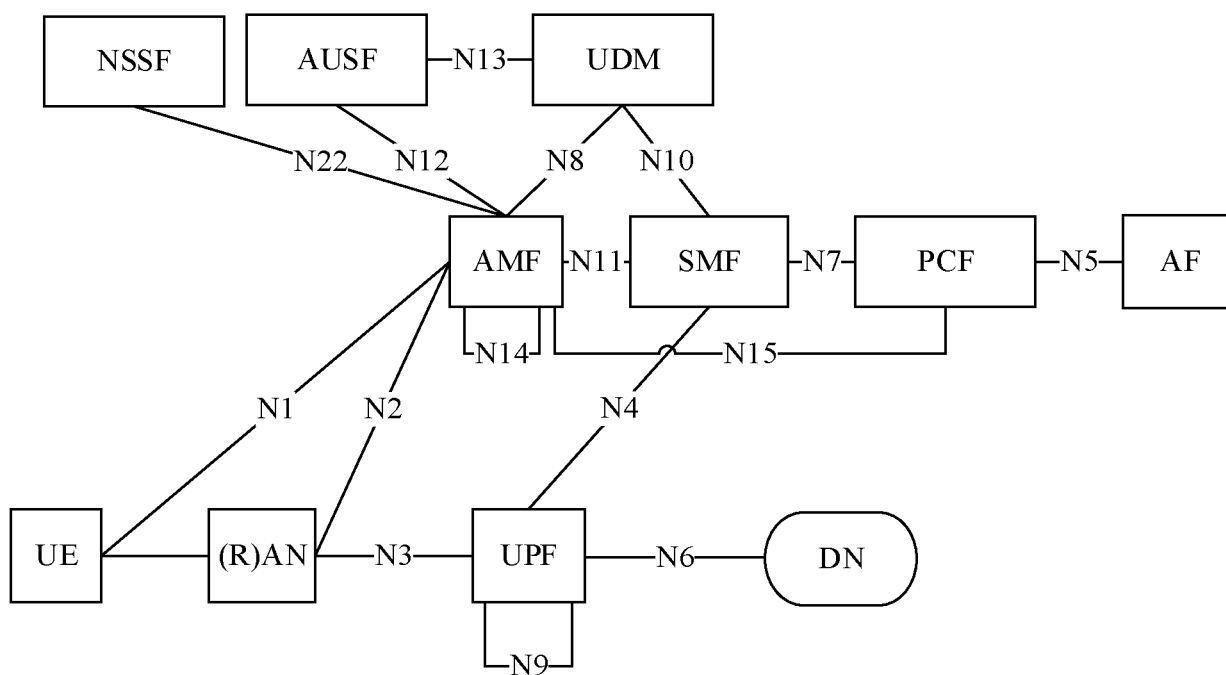 NSSF
AUSF
N13
UDM
N22
N12
N8
N10
AMF
N11
SMF
N7
PCF
N5
AF
N14
N15
N1
N2
N4
UE
(R)AN
N3
UPF
N6
DN
N9